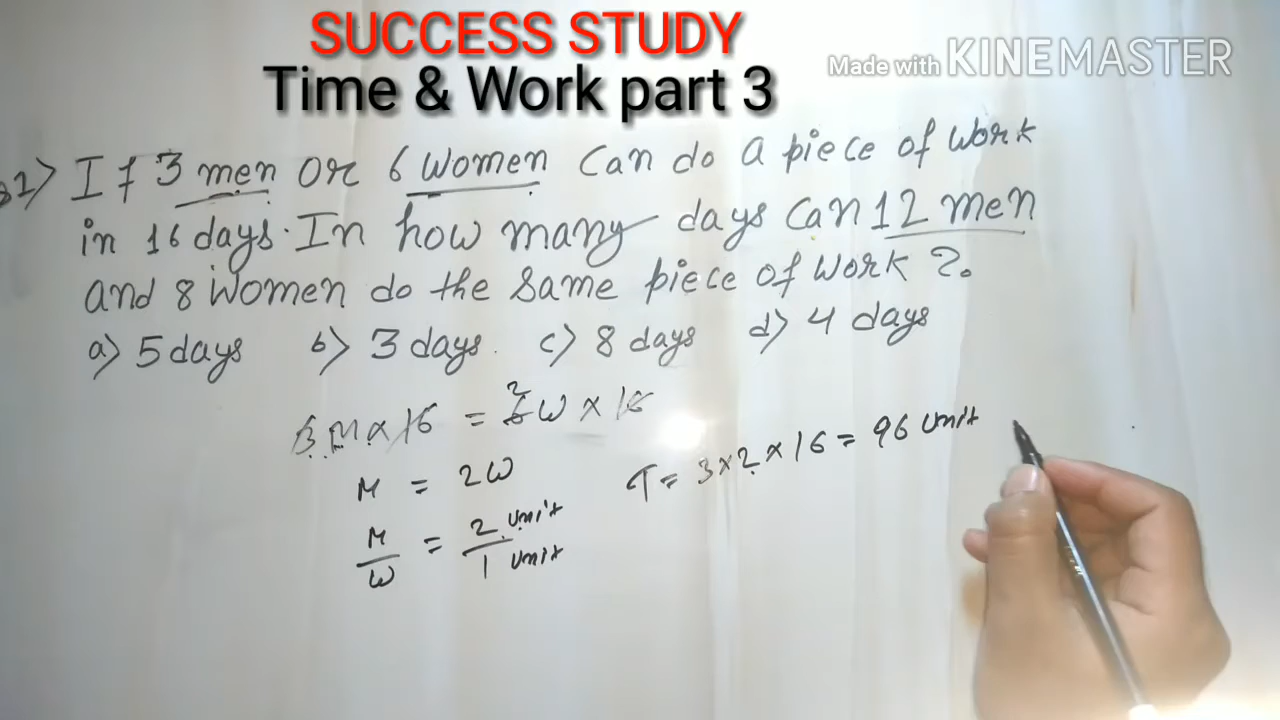 SUCCESS STUDY
Time & Work part 3
Made with KINEMASTER
If 3 men or 6 women can do a piece of work
in 16 days. In how many days can 12 men
and 8 women do the same piece of work ?.
a) 5 days b) 3 days. c) 8 days d) 4 days
3 M × 16 = 6 2 W × 16
M = 2W
T = 3 × 2 × 16 = 96 unit
M/W = 2 unit/1 unit